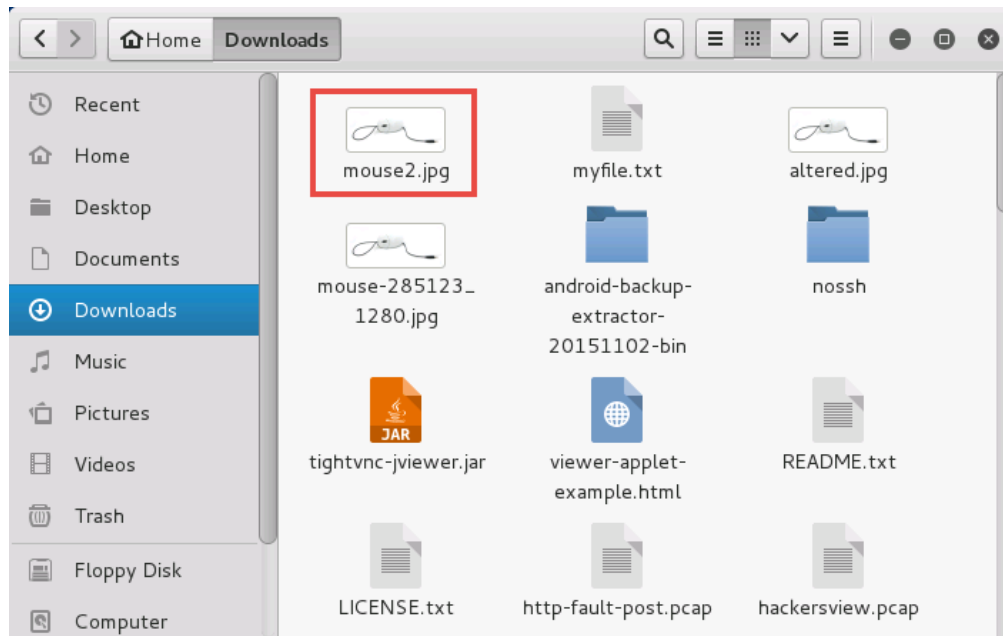 Home Downloads
Recent
Home
Desktop
Documents
Downloads
Music
Pictures
Videos
Trash
Floppy Disk
Computer
mouse2.jpg
myfile.txt
altered.jpg
mouse-285123_
1280.jpg
android-backup-
extractor-
20151102-bin
nossh
JAR
tightvnc-jviewer.jar
viewer-applet-
example.html
README.txt
LICENSE.txt
http-fault-post.pcap
hackersview.pcap